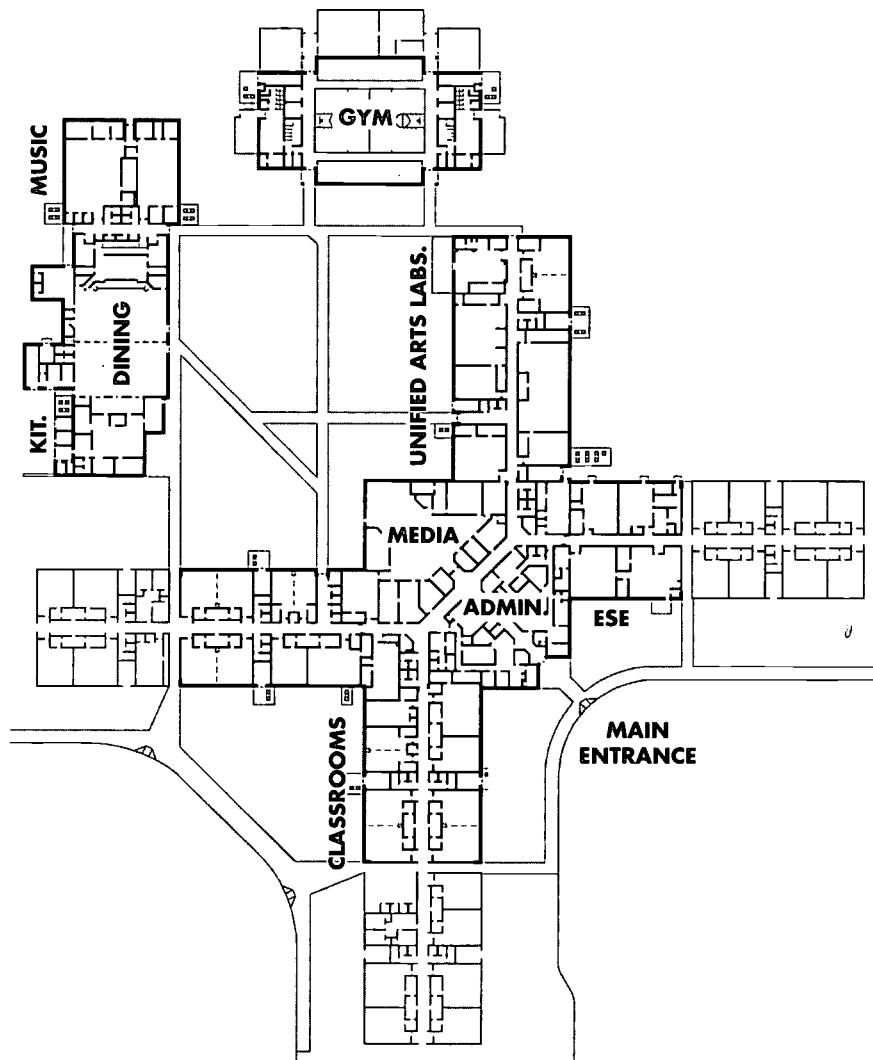 GYM
MUSIC
UNIFIED ARTS LABS.
DINING
KIT.
MEDIA
ADMIN.
ESE
MAIN
ENTRANCE
CLASSROOMS